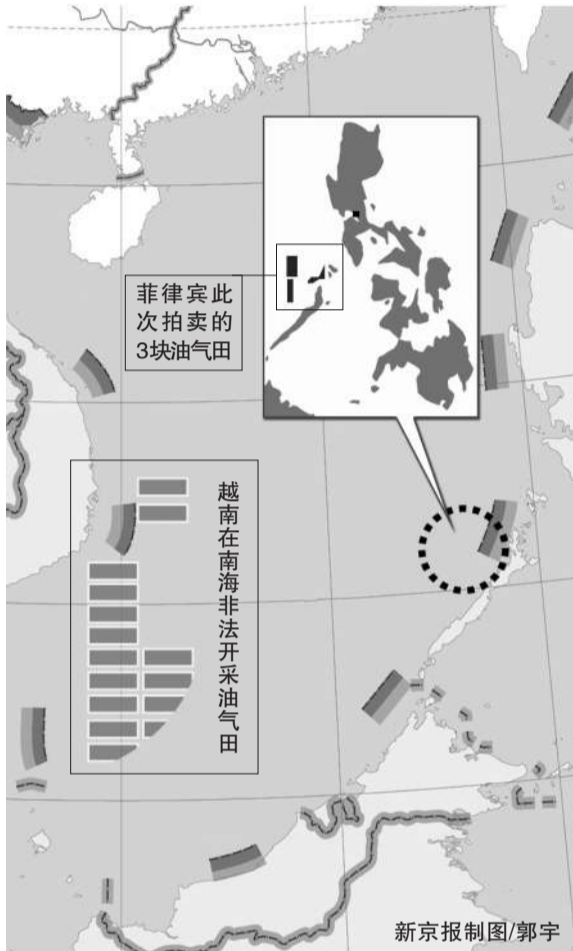 菲律宾此
次拍卖的
3块油气田
越南在南海非法开采油气田
新京报制图/郭宇